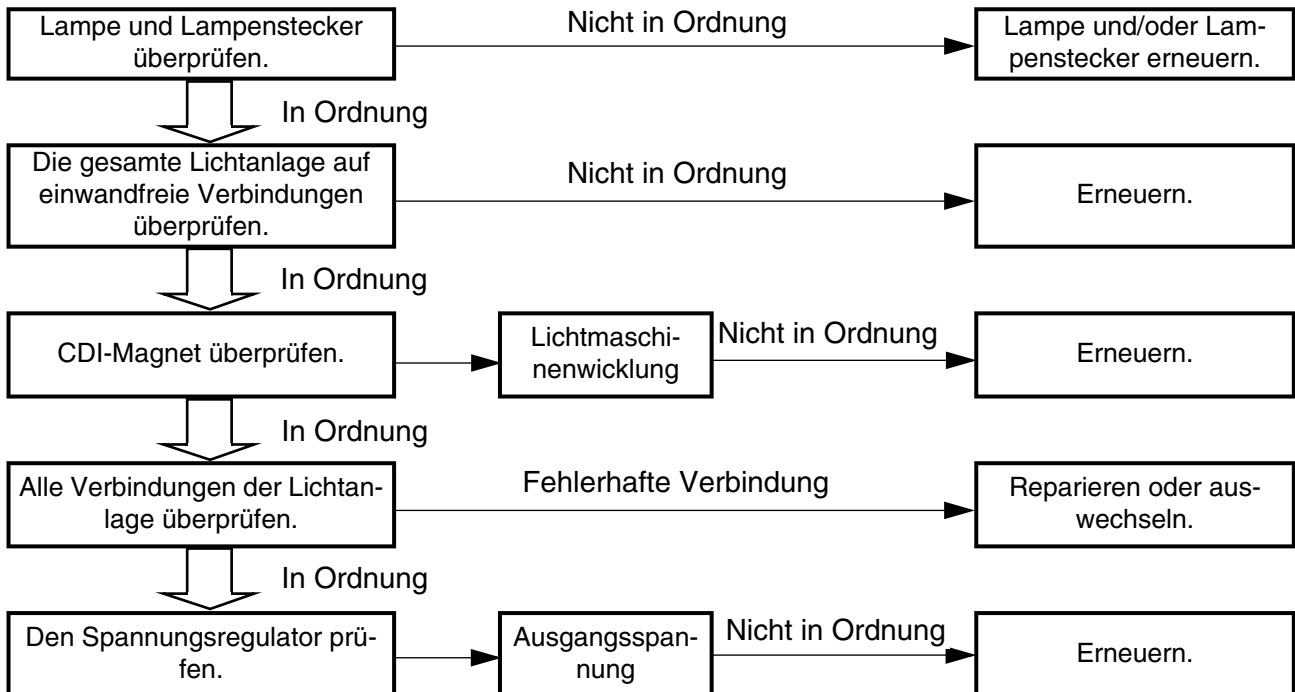 Lampe und Lampenstecker
überprüfen.
Nicht in Ordnung
Lampe und/oder Lam-
penstecker erneuern.
In Ordnung
Die gesamte Lichtanlage auf
einwandfreie Verbindungen
überprüfen.
Nicht in Ordnung
Erneuern.
In Ordnung
CDI-Magnet überprüfen.
Lichtmaschi-
nenwicklung
Nicht in Ordnung
Erneuern.
In Ordnung
Alle Verbindungen der Lichtan-
lage überprüfen.
Fehlerhafte Verbindung
Reparieren oder aus-
wechseln.
In Ordnung
Den Spannungsregulator prü-
fen.
Ausgangsspan-
nung
Nicht in Ordnung
Erneuern.